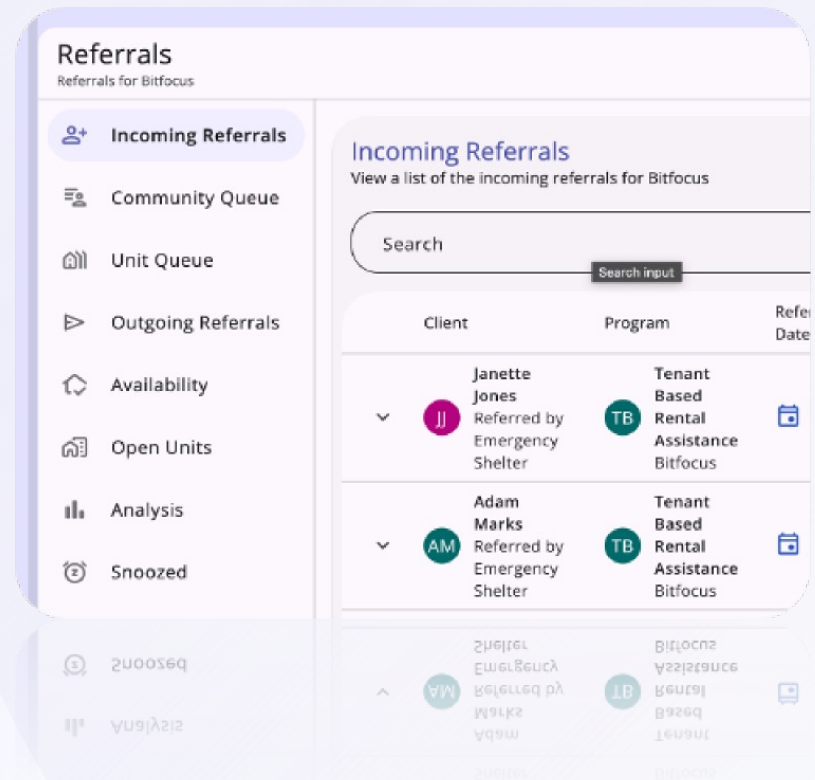 Referrals
Referrals for Bitfocus
Incoming Referrals
Community Queue
Unit Queue
Outgoing Referrals
Availability
Open Units
Analysis
Snoozed
Incoming Referrals
View a list of the incoming referrals for Bitfocus
Search
Search input
Client
Program
Date
JJ
Janette
Jones
Referred by
Emergency
Shelter
TB
Tenant
Based
Rental
Assistance
Bitfocus
AM
Adam
Marks
Referred by
Emergency
Shelter
TB
Tenant
Based
Rental
Assistance
Bitfocus